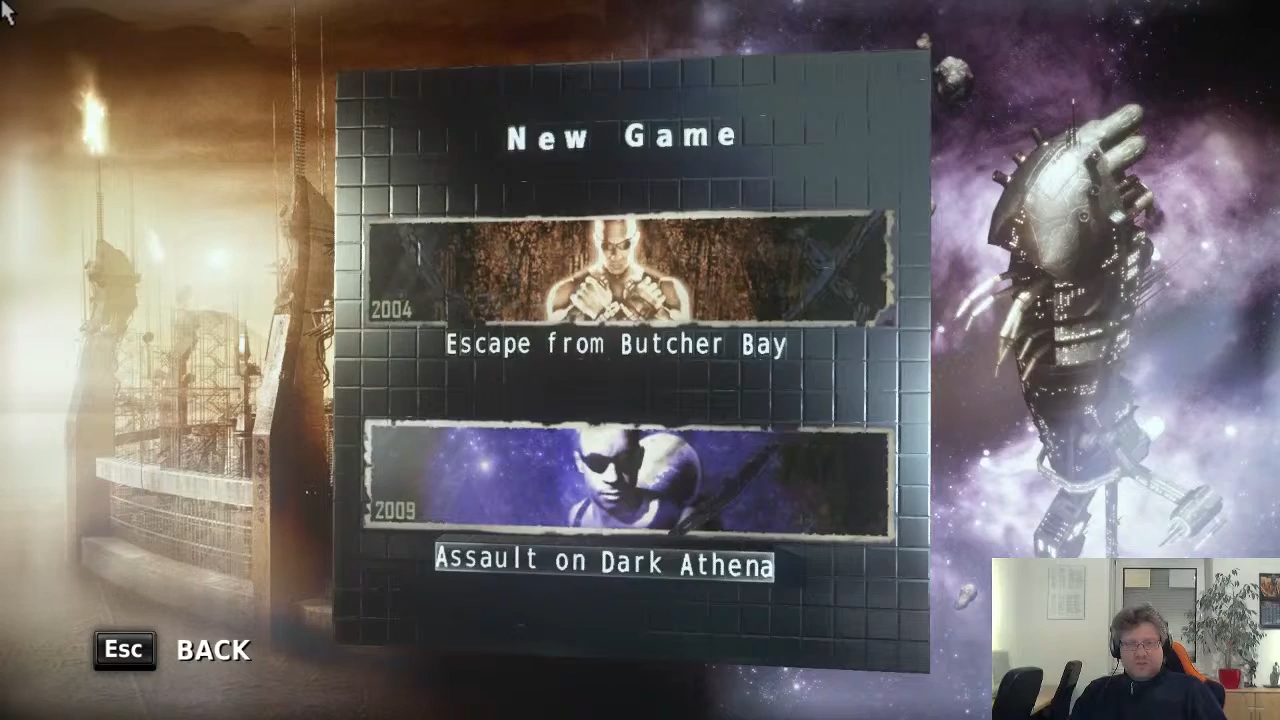 New Game
2004
Escape from Butcher Bay
2009
Assault on Dark Athena
Esc BACK